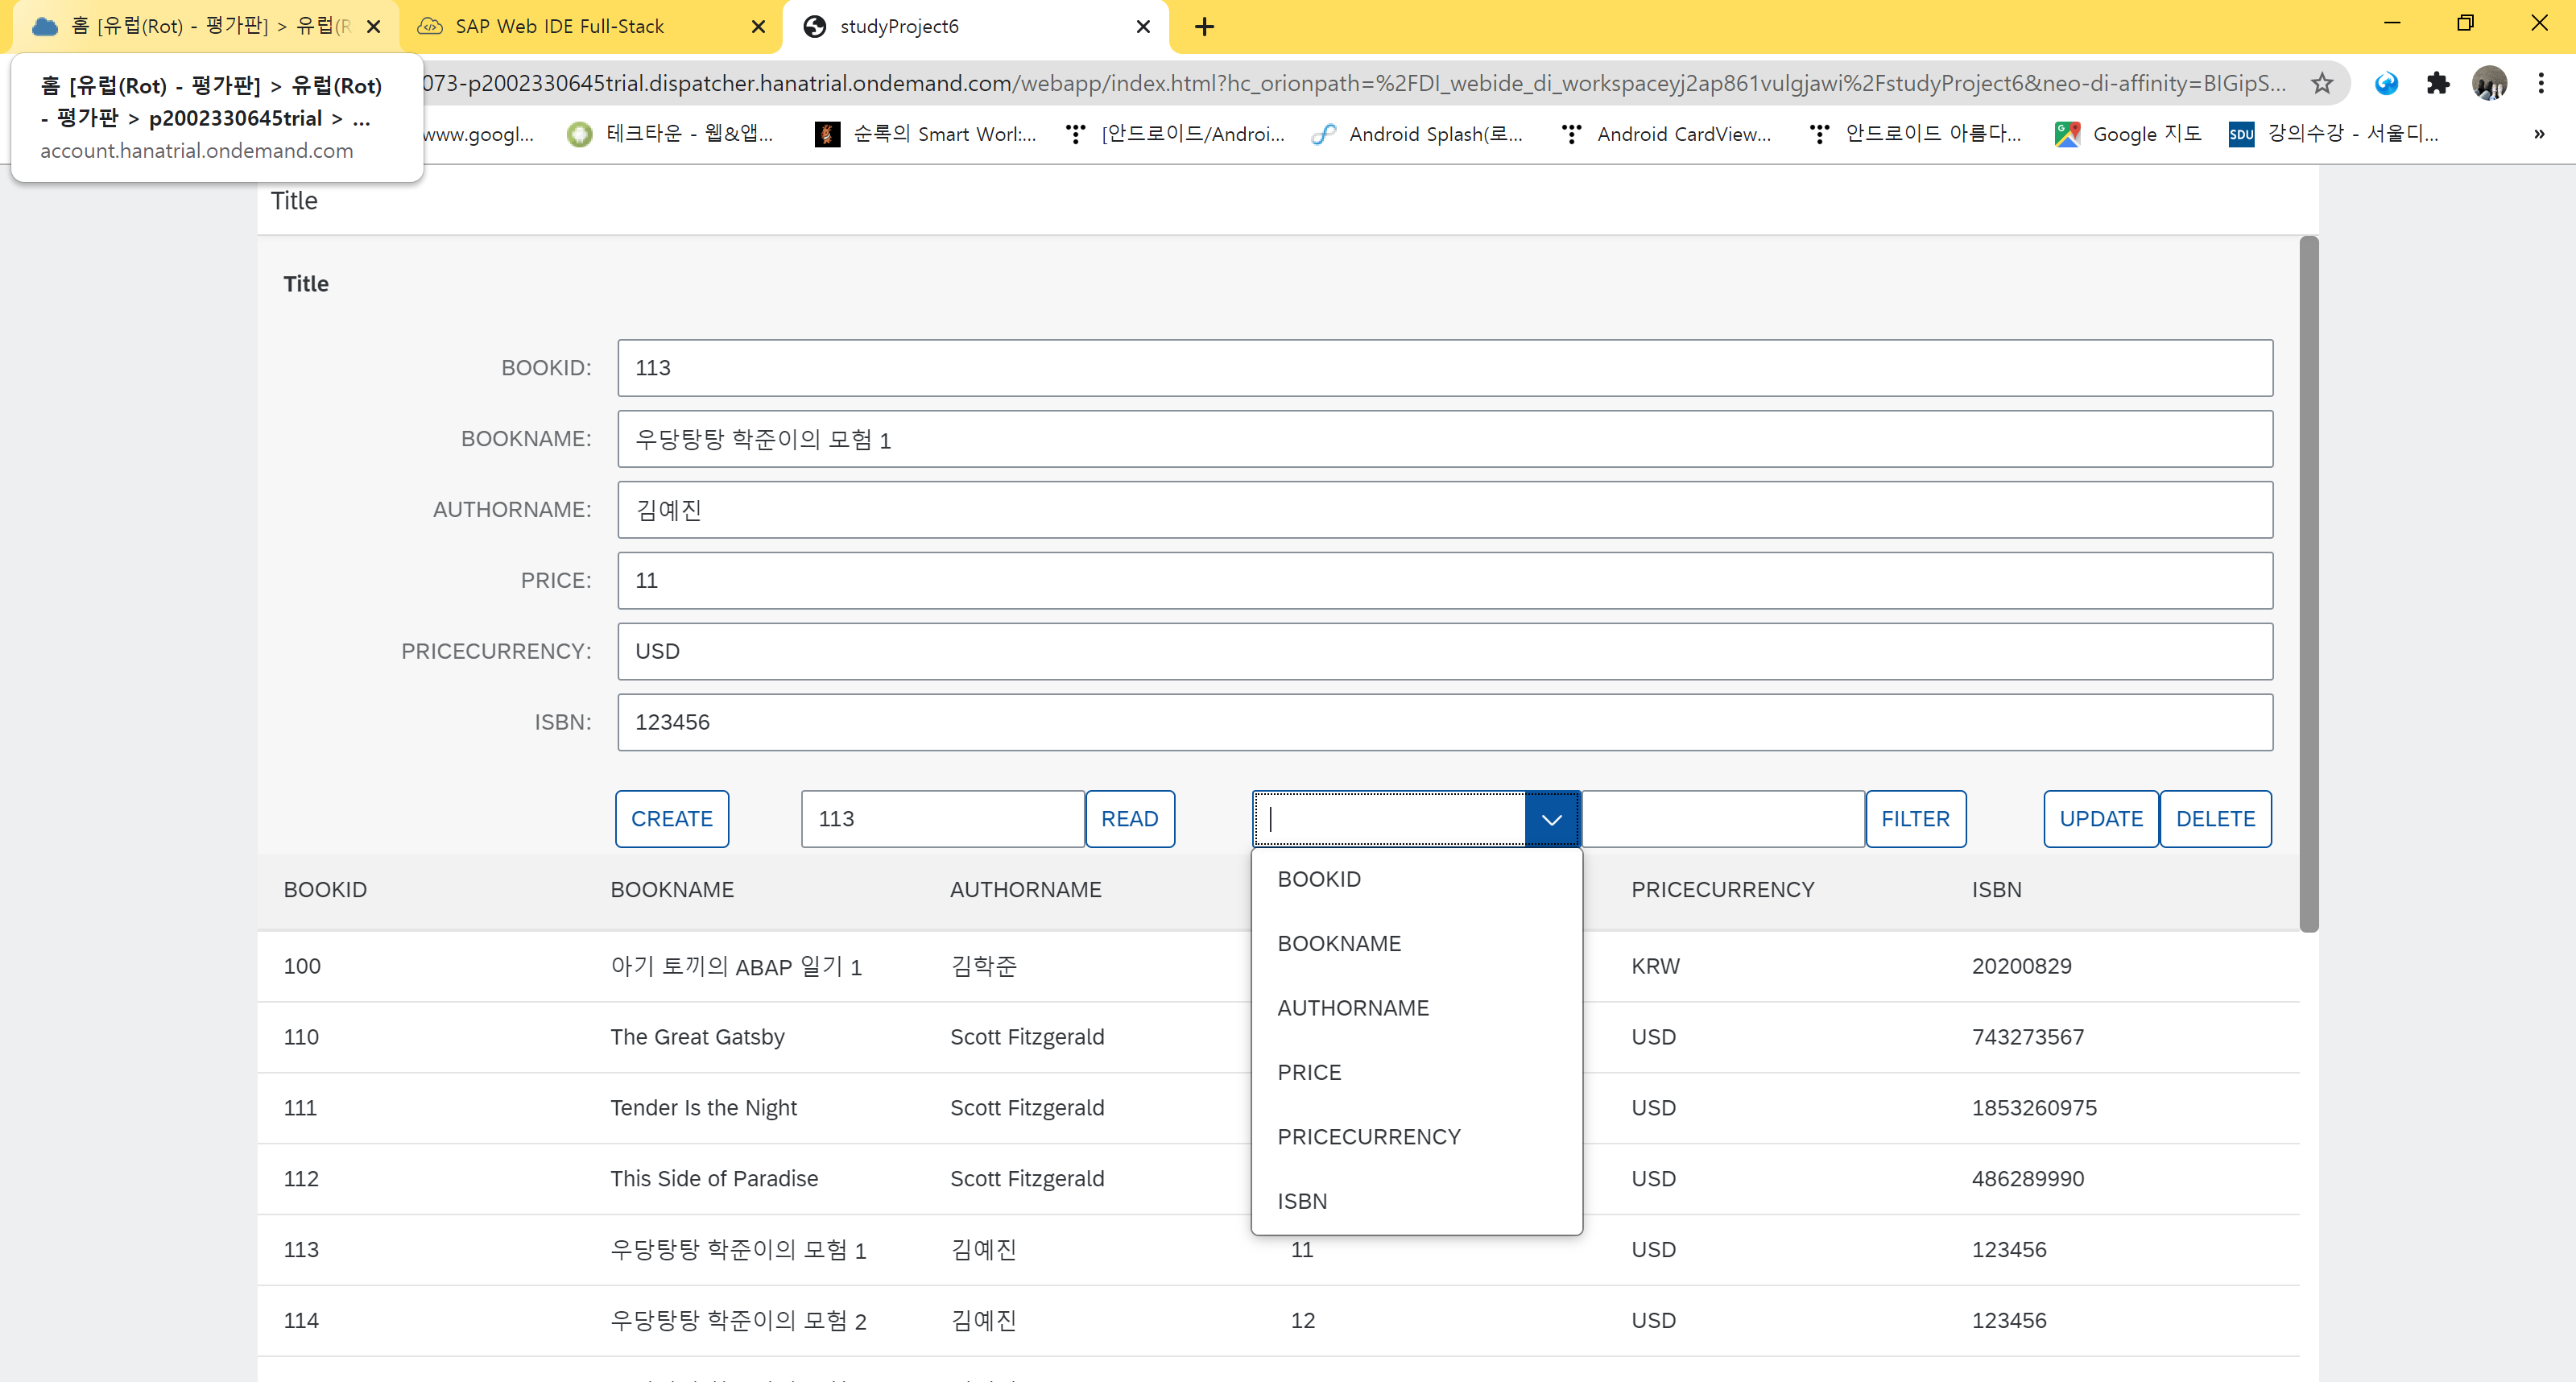 홈 [유럽(Rot) - 평가판] > 유럽(R
SAP Web IDE Full-Stack
studyProject6
홈 [유럽(Rot) - 평가판] > 유럽(Rot)
- 평가판 > p2002330645trial > ...
account.hanatrial.ondemand.com
073-p2002330645trial.dispatcher.hanatrial.ondemand.com/webapp/index.html?hc_orionpath=%2FDI_webide_di_workspaceyj2ap861vulgjawi%2FstudyProject6&neo-di-affinity=BIGipS...
www.googl...
테크타운 - 웹&앱...
순록의 Smart Worl:...
[안드로이드/Androi...
Android Splash(로...
Android CardView...
안드로이드 아름다...
Google 지도
SDU 강의수강 - 서울디...
»
Title
Title
BOOKID: 113
BOOKNAME: 우당탕탕 학준이의 모험 1
AUTHORNAME: 김예진
PRICE: 11
PRICECURRENCY: USD
ISBN: 123456
CREATE 113 READ FILTER UPDATE DELETE
BOOKID
BOOKNAME
AUTHORNAME
PRICE
PRICECURRENCY
ISBN
BOOKID BOOKNAME AUTHORNAME PRICECURRENCY ISBN
100 아기 토끼의 ABAP 일기 1 김학준 KRW 20200829
110 The Great Gatsby Scott Fitzgerald USD 743273567
111 Tender Is the Night Scott Fitzgerald USD 1853260975
112 This Side of Paradise Scott Fitzgerald USD 486289990
113 우당탕탕 학준이의 모험 1 김예진 11 USD 123456
114 우당탕탕 학준이의 모험 2 김예진 12 USD 123456